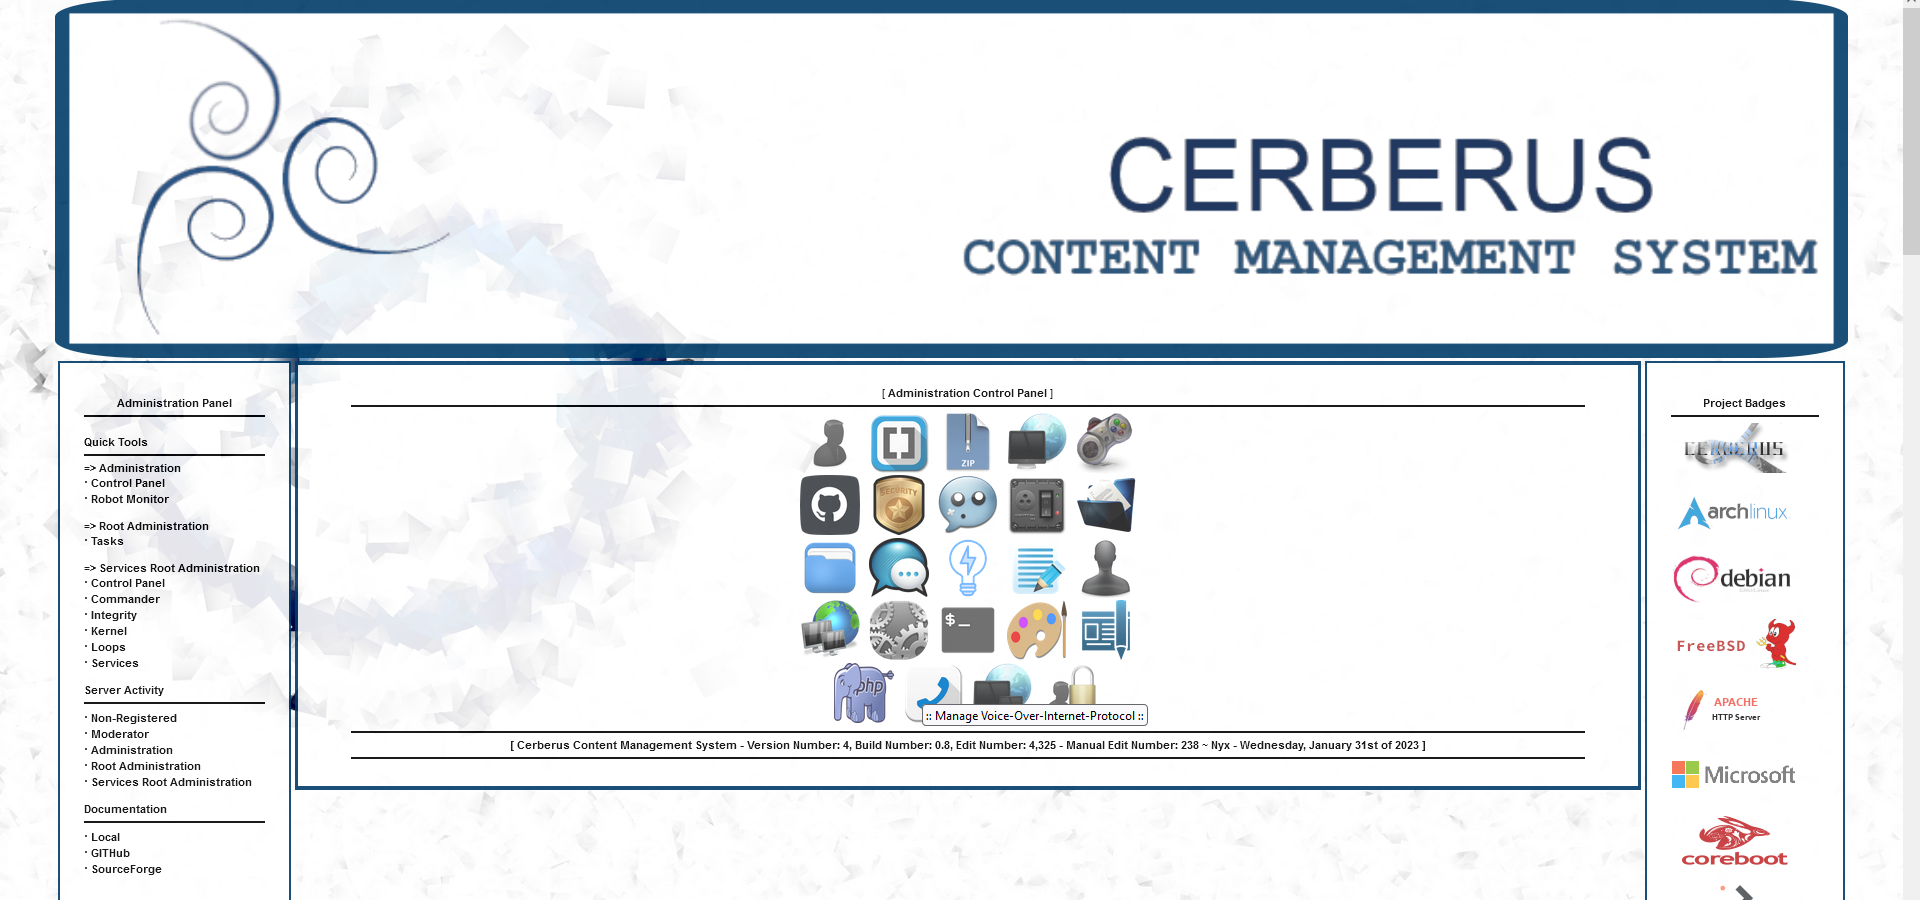 CERBERUS
CONTENT MANAGEMENT SYSTEM
Administration Panel
Quick Tools
=> Administration
· Control Panel
· Robot Monitor
=> Root Administration
· Tasks
=> Services Root Administration
· Control Panel
· Commander
· Integrity
· Kernel
· Loops
· Services
Server Activity
· Non-Registered
· Moderator
· Administration
· Root Administration
· Services Root Administration
Documentation
· Local
· GITHub
· SourceForge
[ Administration Control Panel ]
ZIP
SECURITY
$_
php
:: Manage Voice-Over-Internet-Protocol ::
[ Cerberus Content Management System - Version Number: 4, Build Number: 0.8, Edit Number: 4,325 - Manual Edit Number: 238 ~ Nyx - Wednesday, January 31st of 2023 ]
Project Badges
CERBERUS
archlinux
debian
FreeBSD
APACHE
HTTP Server
Microsoft
coreboot